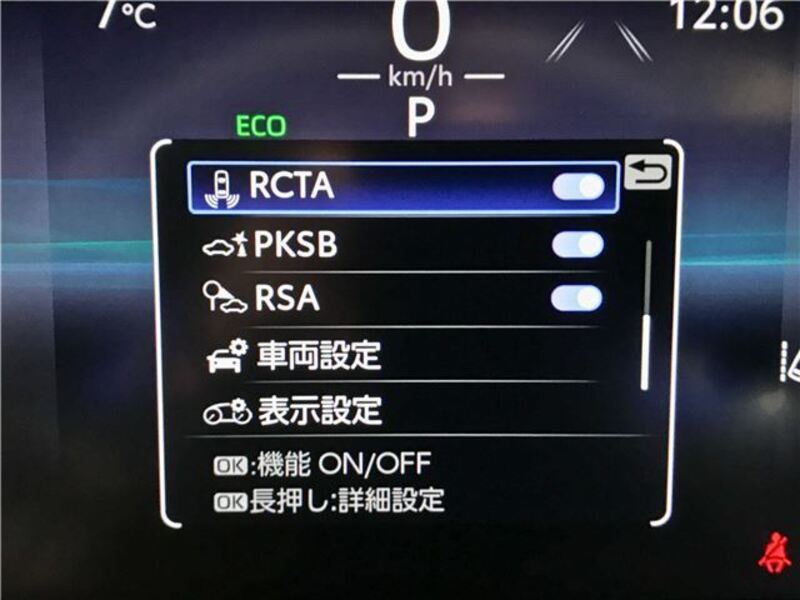 7℃
0
12:06
km/h
P
ECO
RCTA
PKSB
RSA
車両設定
表示設定
OK:機能 ON/OFF
OK長押し:詳細設定